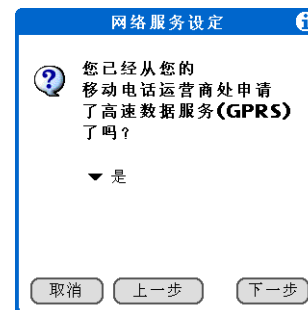 网络服务设定
您已经从您的
移动电话运营商处申请
了高速数据服务(GPRS)
了吗?
是
取消 上一步 下一步